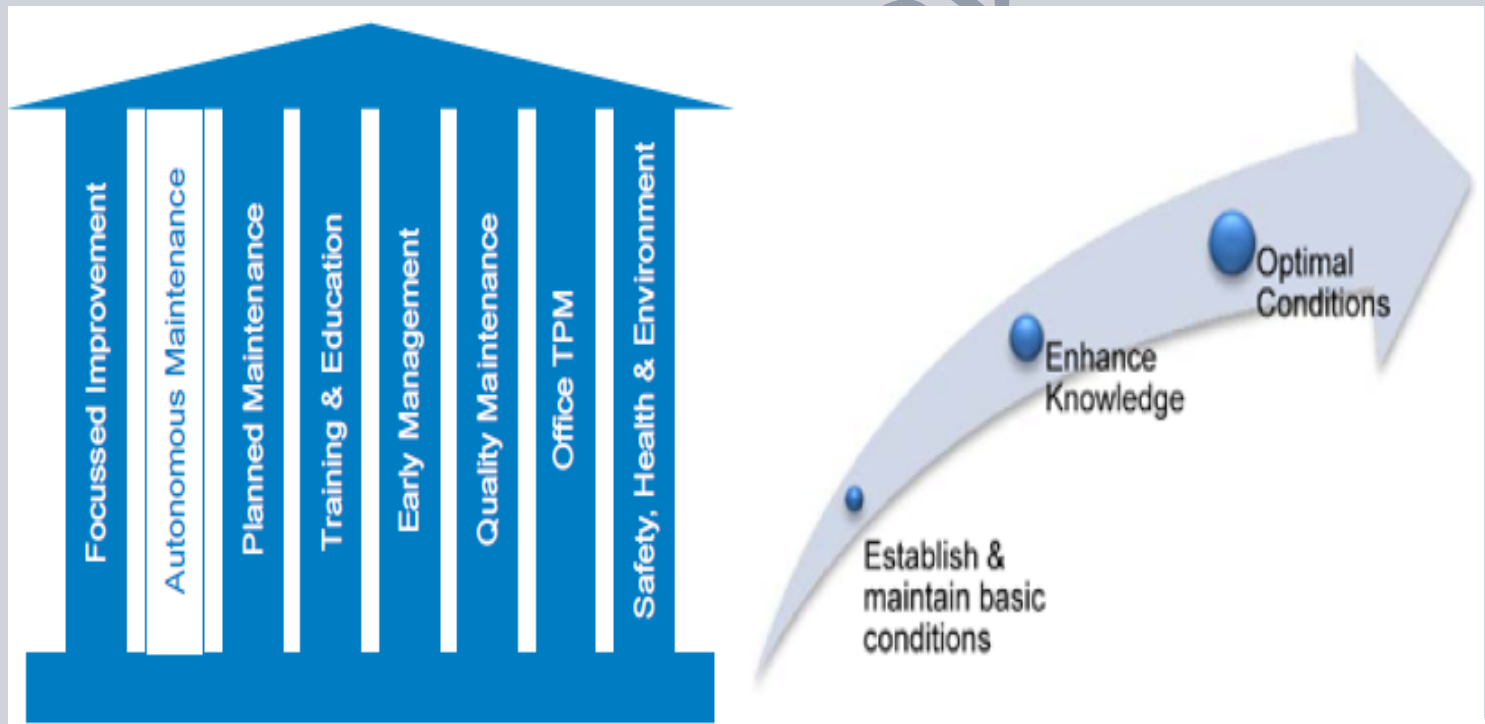 Focussed Improvement
Autonomous Maintenance
Planned Maintenance
Training & Education
Early Management
Quality Maintenance
Office TPM
Safety, Health & Environment
Establish &
maintain basic
conditions
Enhance
Knowledge
Optimal
Conditions